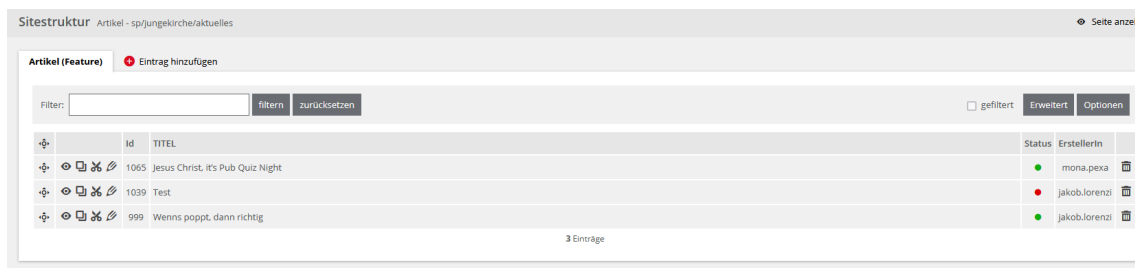 Sitestruktur Artikel - sp/jungekirche/aktuelles Seite anzei
Artikel (Feature) Eintrag hinzufügen
Filter: filtern zurücksetzen gefiltert Erweitert Optionen
Id TITEL Status ErstellerIn
1065 Jesus Christ, it's Pub Quiz Night mona.pexa
1039 Test jakob.lorenzi
999 Wenns poppt, dann richtig jakob.lorenzi
3 Einträge